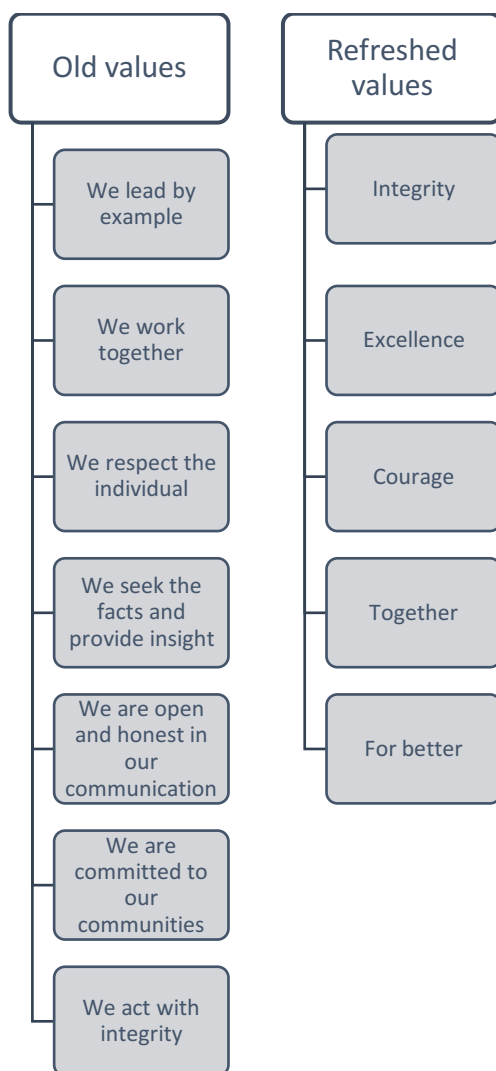 Old values
We lead by
example
We work
together
We respect the
individual
We seek the
facts and
provide insight
We are open
and honest in
our
communication
We are
committed to
our
communities
We act with
integrity
Refreshed
values
Integrity
Excellence
Courage
Together
For better